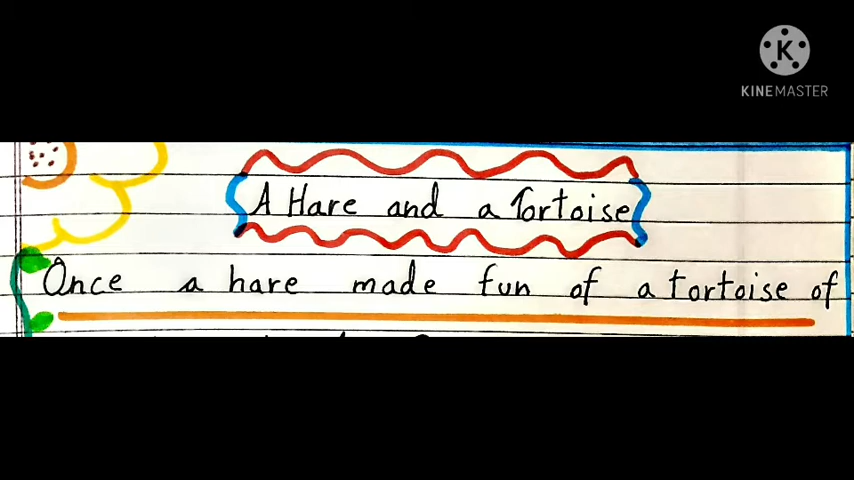 KINEMASTER
A Hare and a Tortoise
Once a hare made fun of a tortoise of